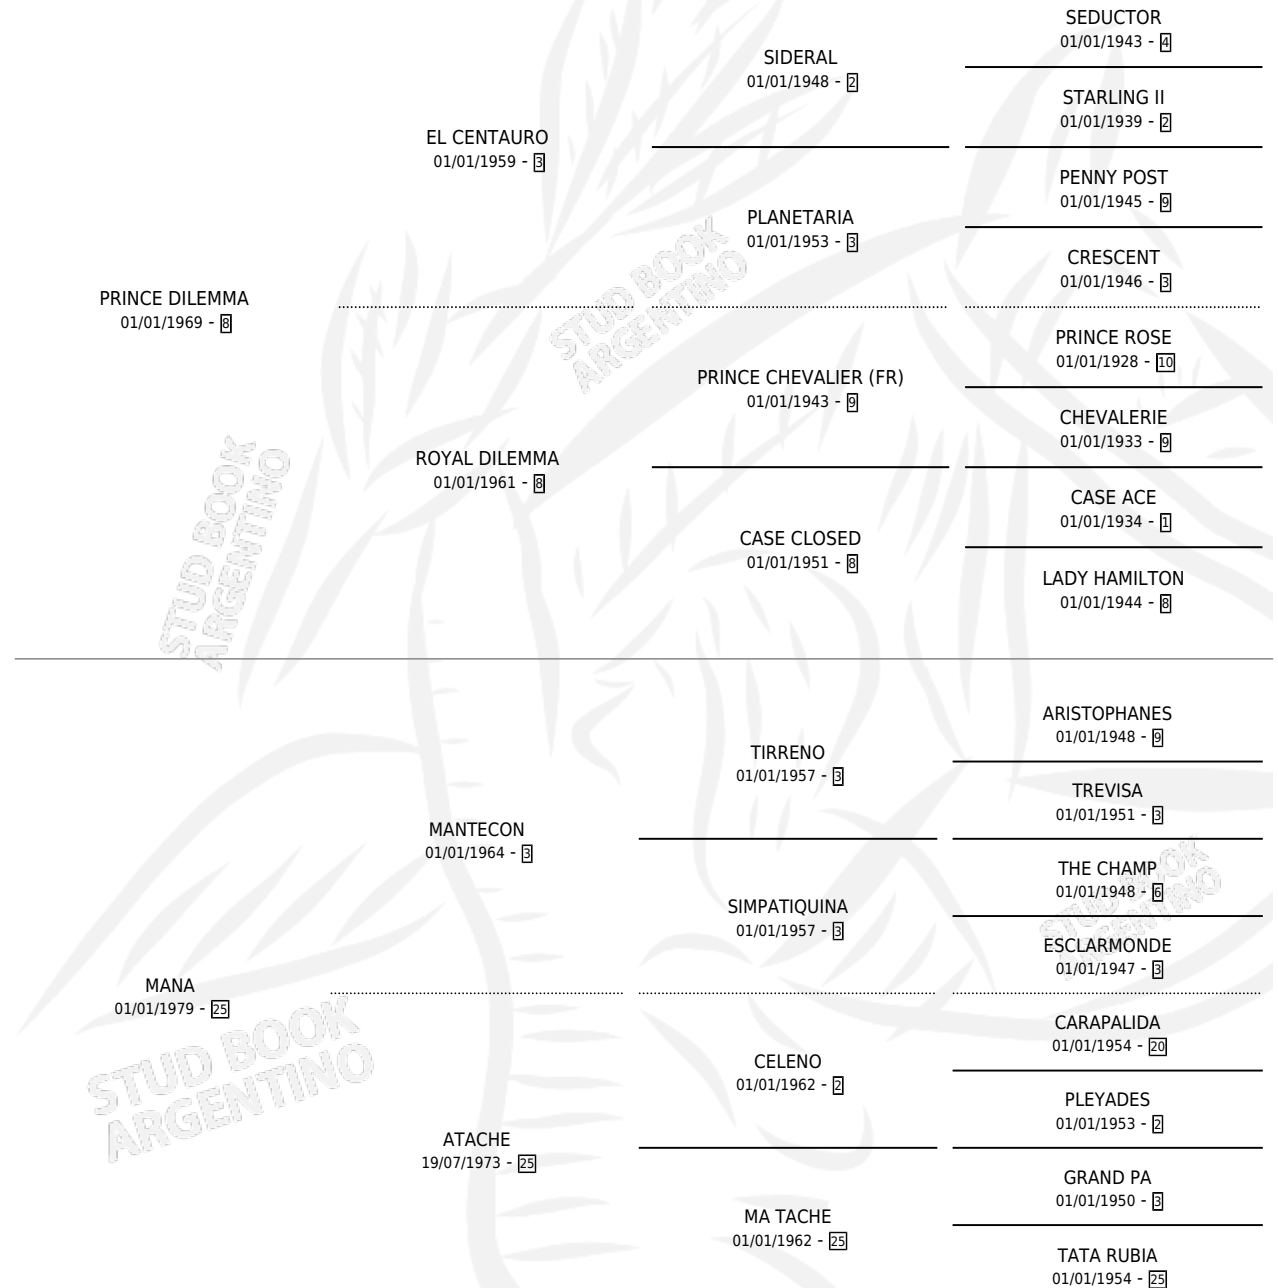 SEDUCTOR
01/01/1943 - 4
SIDERAL
01/01/1948 - 2
STARLING II
01/01/1939 - 2
EL CENTAURO
01/01/1959 - 3
PENNY POST
01/01/1945 - 9
PLANETARIA
01/01/1953 - 3
CRESCENT
01/01/1946 - 3
PRINCE DILEMMA
01/01/1969 - 8
PRINCE ROSE
01/01/1928 - 10
PRINCE CHEVALIER (FR)
01/01/1943 - 9
CHEVALERIE
01/01/1933 - 9
ROYAL DILEMMA
01/01/1961 - 8
CASE ACE
01/01/1934 - 1
CASE CLOSED
01/01/1951 - 8
LADY HAMILTON
01/01/1944 - 8
STUD BOOK
ARGENTINO
STUD BOOK
ARGENTINO
ARISTOPHANES
01/01/1948 - 9
TIRRENO
01/01/1957 - 3
TREVISA
01/01/1951 - 3
MANTECON
01/01/1964 - 3
THE CHAMP
01/01/1948 - 6
SIMPATIQUINA
01/01/1957 - 3
ESCLARMONDE
01/01/1947 - 3
STUD BOOK
ARGENTINO
MANA
01/01/1979 - 25
CARAPALIDA
01/01/1954 - 20
CELENO
01/01/1962 - 2
PLEYADES
01/01/1953 - 2
STUD BOOK
ARGENTINO
ATACHE
19/07/1973 - 25
GRAND PA
01/01/1950 - 3
MA TACHE
01/01/1962 - 25
TATA RUBIA
01/01/1954 - 25